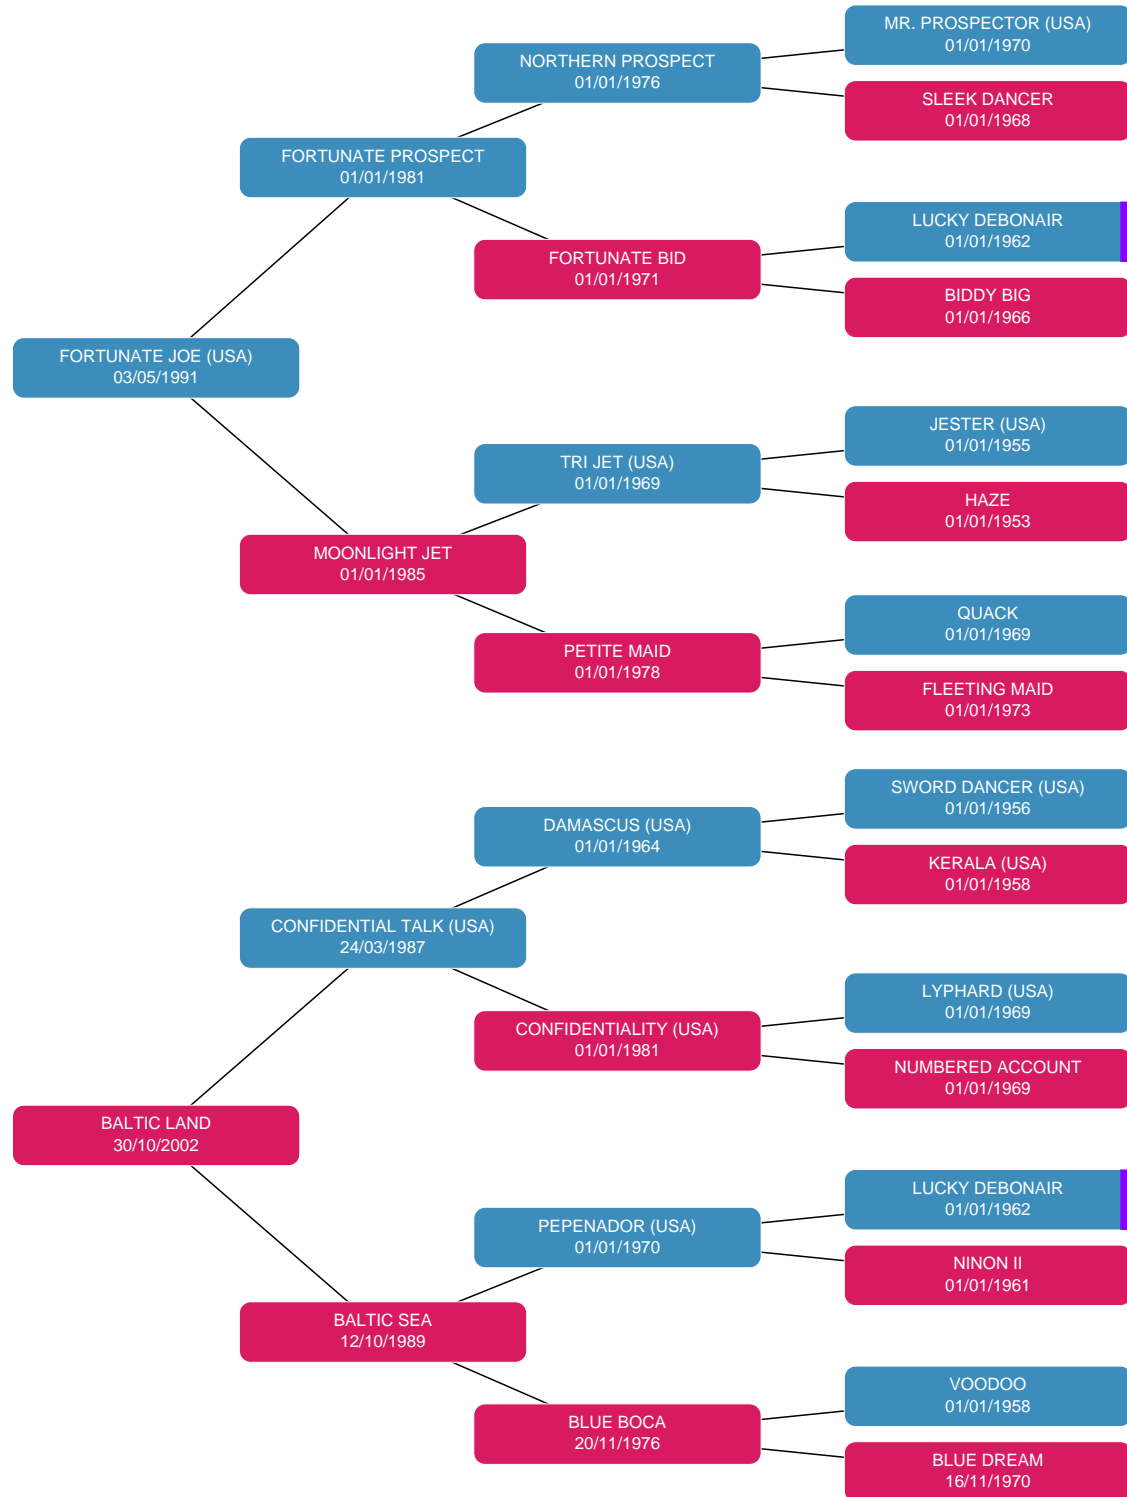 MR. PROSPECTOR (USA)
01/01/1970
NORTHERN PROSPECT
01/01/1976
SLEEK DANCER
01/01/1968
FORTUNATE PROSPECT
01/01/1981
LUCKY DEBONAIR
01/01/1962
FORTUNATE BID
01/01/1971
BIDDY BIG
01/01/1966
FORTUNATE JOE (USA)
03/05/1991
JESTER (USA)
01/01/1955
TRI JET (USA)
01/01/1969
HAZE
01/01/1953
MOONLIGHT JET
01/01/1985
QUACK
01/01/1969
PETITE MAID
01/01/1978
FLEETING MAID
01/01/1973
SWORD DANCER (USA)
01/01/1956
DAMASCUS (USA)
01/01/1964
KERALA (USA)
01/01/1958
CONFIDENTIAL TALK (USA)
24/03/1987
LYPHARD (USA)
01/01/1969
CONFIDENTIALITY (USA)
01/01/1981
NUMBERED ACCOUNT
01/01/1969
BALTIC LAND
30/10/2002
LUCKY DEBONAIR
01/01/1962
PEPENADOR (USA)
01/01/1970
NINON II
01/01/1961
BALTIC SEA
12/10/1989
VOODOO
01/01/1958
BLUE BOCA
20/11/1976
BLUE DREAM
16/11/1970